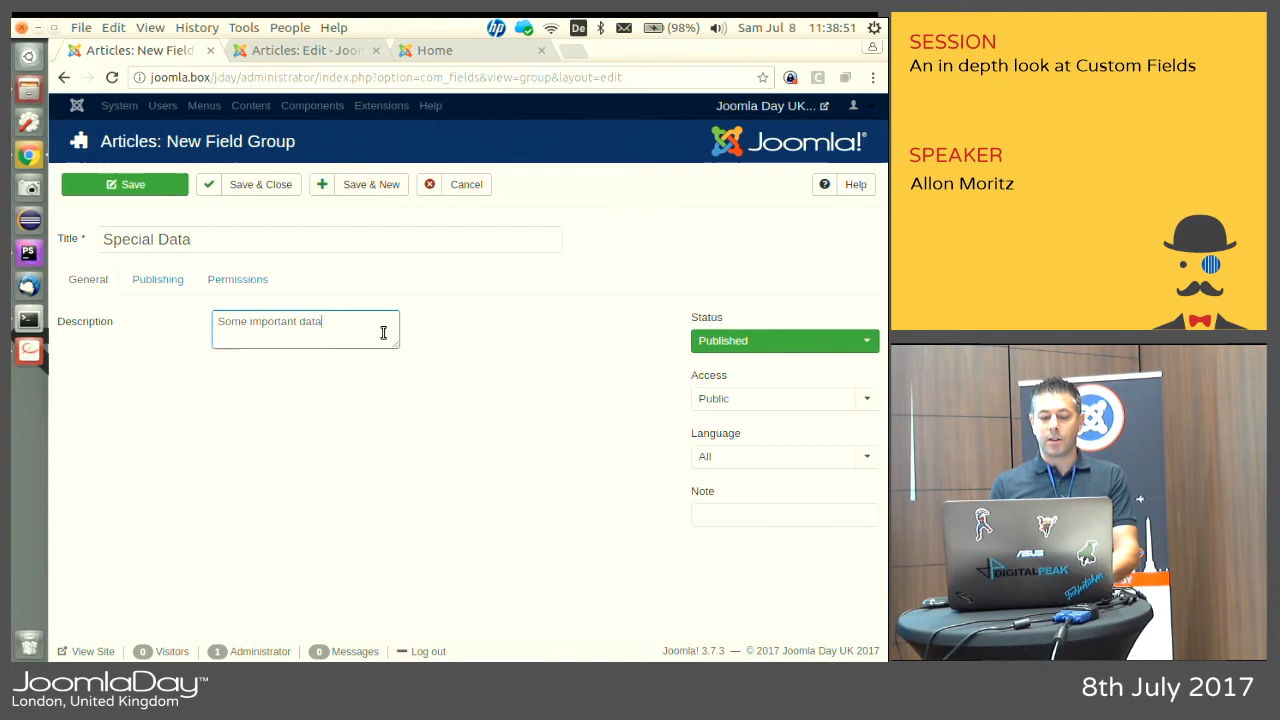 File Edit View History Tools People Help
De (98%) Sam Jul 8 11:38:51
Articles: New Field × Articles: Edit - Joom × Home ×
joomla.box/jday/administrator/index.php?option=com_fields&view=group&layout=edit
System Users Menus Content Components Extensions Help Joomla Day UK...
Articles: New Field Group Joomla!®
Save Save & Close Save & New Cancel Help
Title * Special Data
General Publishing Permissions
Description Some important data
Status
Published
Access
Public
Language
All
Note
View Site 0 Visitors 1 Administrator 0 Messages Log out Joomla! 3.7.3 — © 2017 Joomla Day UK 2017
SESSION
An in depth look at Custom Fields
SPEAKER
Allon Moritz
/ISUS
DIGITALPEAK
JoomlaDay™
London, United Kingdom
8th July 2017